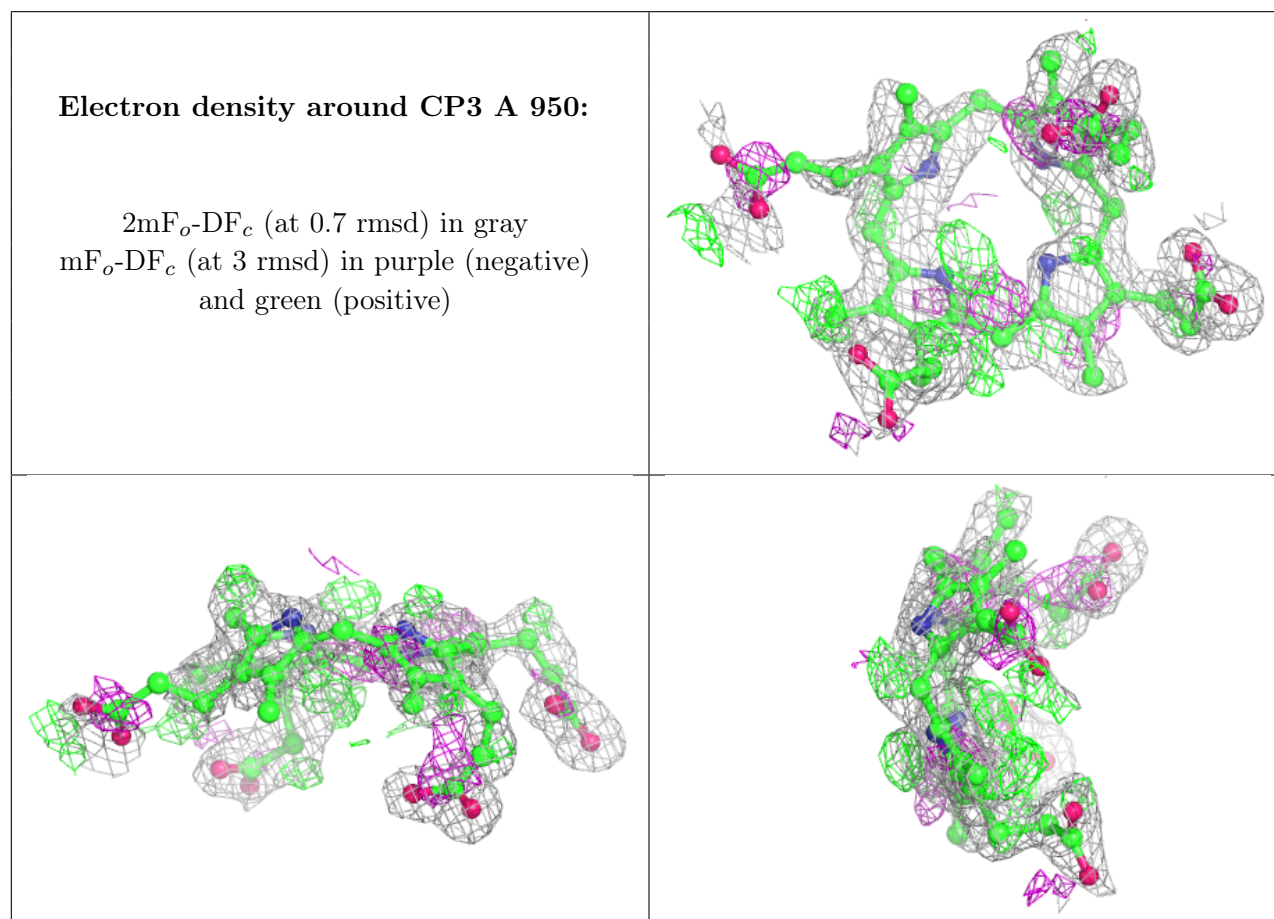 Electron density around CP3 A 950:
2mFo-DFc (at 0.7 rmsd) in gray
mFo-DFc (at 3 rmsd) in purple (negative)
and green (positive)